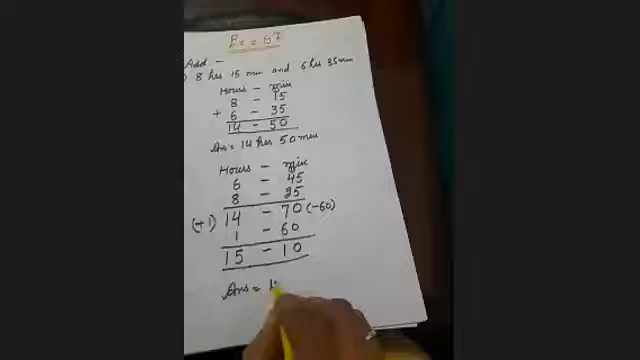 Ex = 67
Add -
) 8 hrs 15 min and 6 hrs 35 min
Hours - min
8 - 15
+ 6 - 35
14 - 50
Ans = 14 hrs 50 min
Hours - min
6 - 45
8 - 25
(+1) 14 - 70 (-60)
1 - 60
15 - 10
Ans = 1